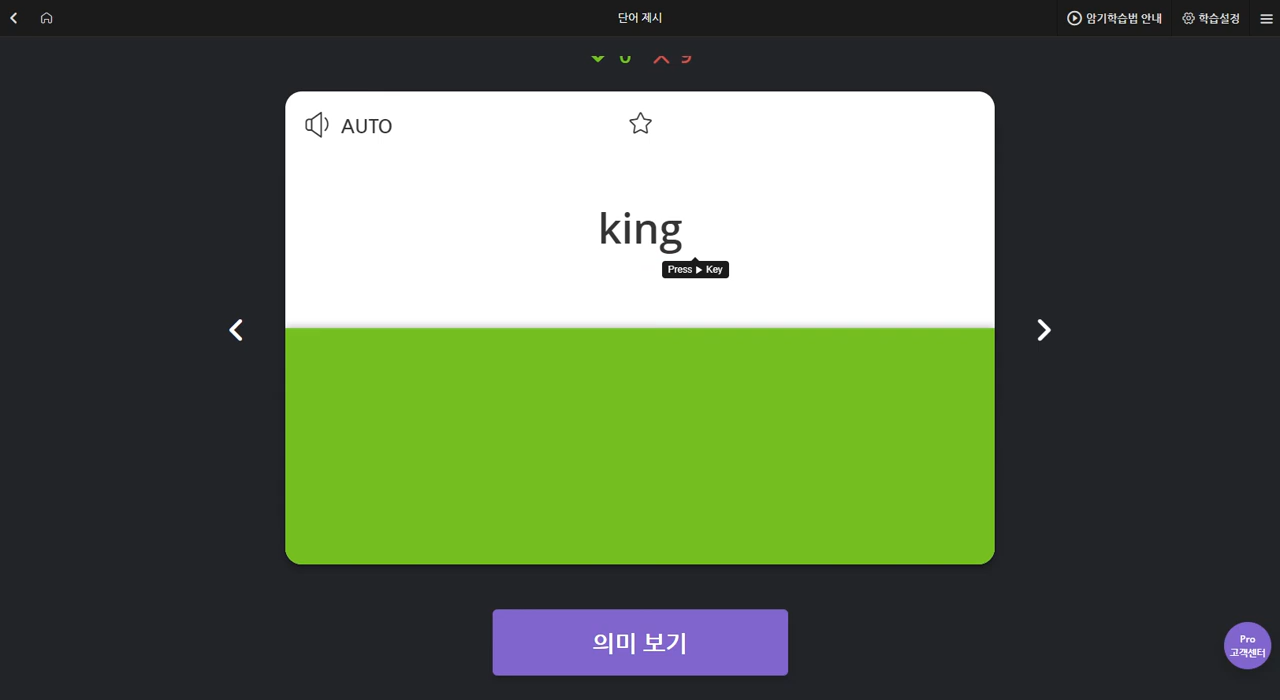 단어 제시
암기학습법 안내
학습설정
AUTO
king
Press ▶ Key
의미 보기
Pro
고객센터